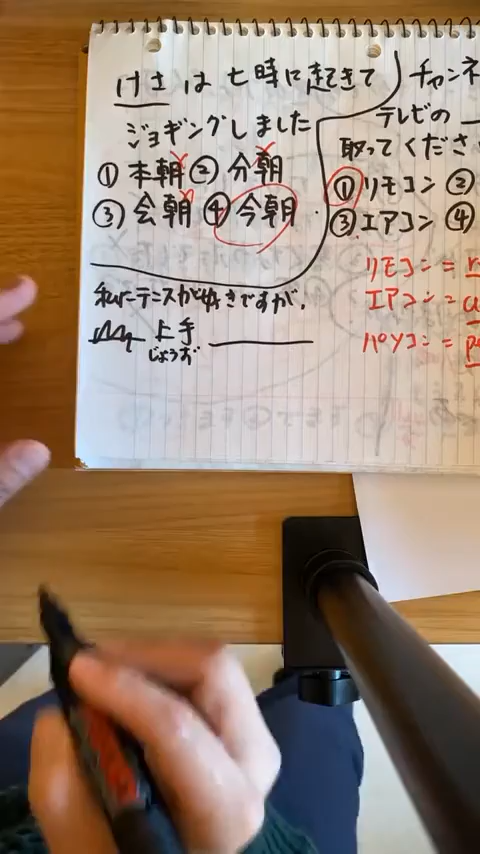 けさは七時に起きて
ジョギングしました
① 本朝 ② 分朝
③ 会朝 ④ 今朝
チャンネ
テレビの
取ってくださ
① リモコン ②
③ エアコン ④
リモコン = r
エアコン = a
パソコン = p
私はテニスが好きですが、
上手
じょうず